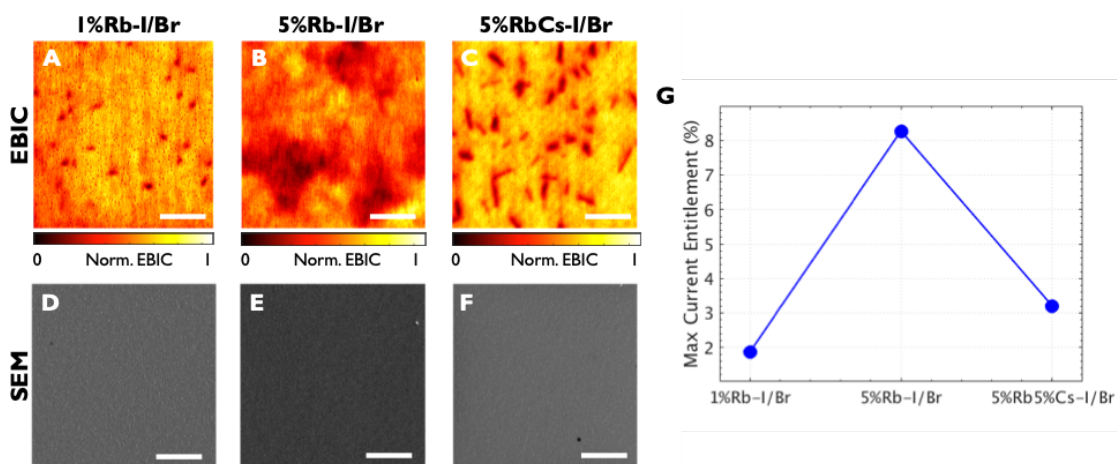 1%Rb-I/Br 5%Rb-I/Br 5%RbCs-I/Br
EBIC
A B C
0 Norm. EBIC 1 0 Norm. EBIC 1 0 Norm. EBIC 1
SEM
D E F
G
Max Current Entitlement (%)
8
7
6
5
4
3
2
1%Rb-I/Br 5%Rb-I/Br 5%Rb5%Cs-I/Br